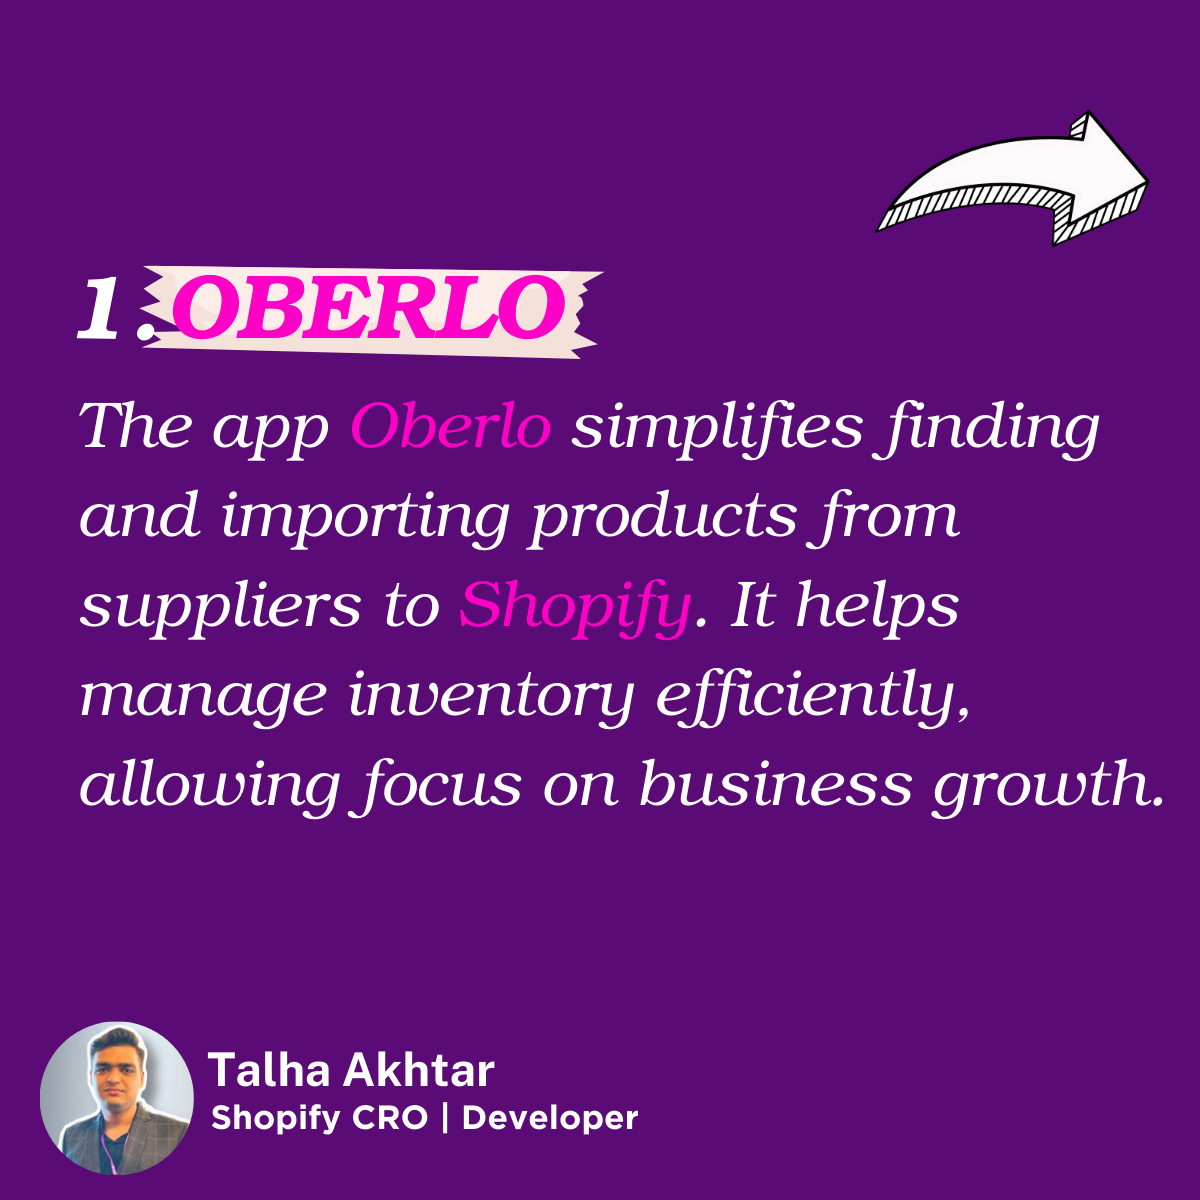 1. OBERLO
The app Oberlo simplifies finding
and importing products from
suppliers to Shopify. It helps
manage inventory efficiently,
allowing focus on business growth.
Talha Akhtar
Shopify CRO | Developer